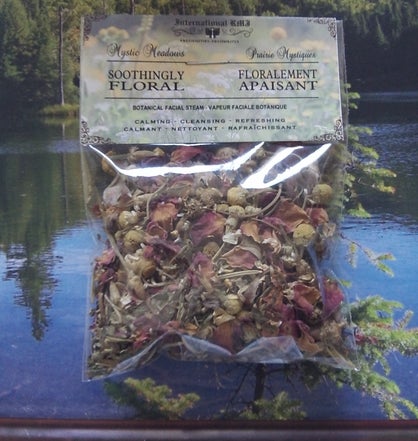 International RMI
Mystic Meadows
Prairie Mystiques
SOOTHINGLY
FLORAL
FLORALEMENT
APAISANT
BOTANICAL FACIAL STEAM · VAPEUR FACIALE BOTANIQUE
CALMING · CLEANSING · REFRESHING
CALMANT · NETTOYANT · RAFRAÎCHISSANT